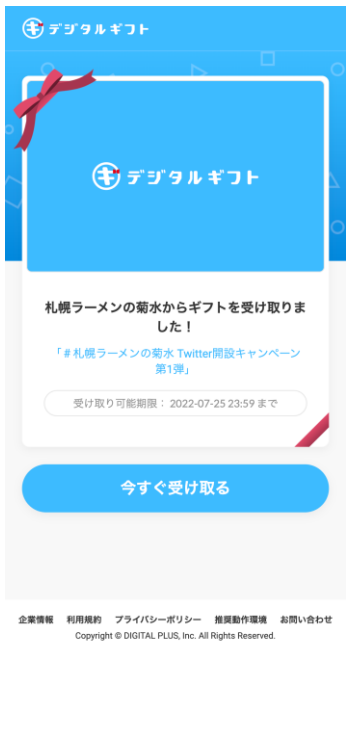 デジタルギフト
デジタルギフト
札幌ラーメンの菊水からギフトを受け取りま
した！
「＃札幌ラーメンの菊水 Twitter開設キャンペーン
第1弾」
受け取り可能期限： 2022-07-25 23:59 まで
今すぐ受け取る
企業情報 利用規約 プライバシーポリシー 推奨動作環境 お問い合わせ
Copyright © DIGITAL PLUS, Inc. All Rights Reserved.